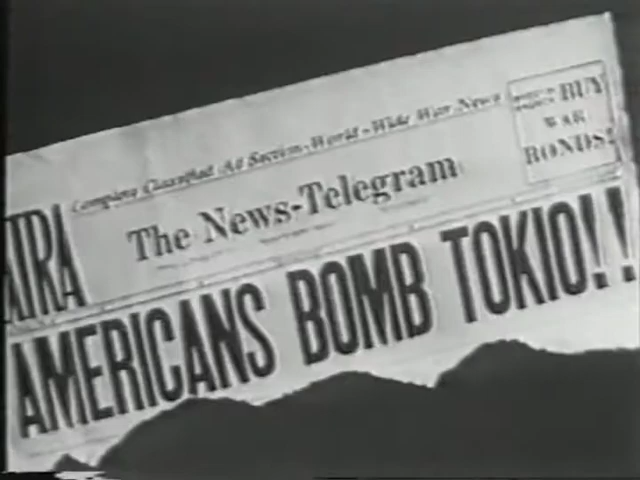 Complete Classified Ad Section - World-Wide War News
BUY
WAR
BONDS!
The News-Telegram
XTRA
AMERICANS BOMB TOKIO!!